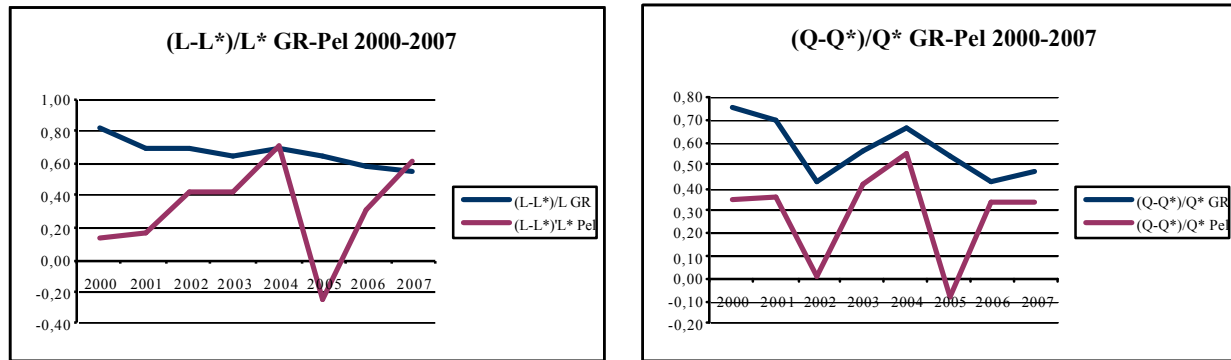 (L-L*)/L* GR-Pel 2000-2007
1,00
0,80
0,60
0,40
0,20
0,00
-0,20
-0,40
2000 2001 2002 2003 2004 2005 2006 2007
(L-L*)/L GR
(L-L*)'L* Pel
(Q-Q*)/Q* GR-Pel 2000-2007
0,80
0,70
0,60
0,50
0,40
0,30
0,20
0,10
0,00
-0,10
-0,20
2000 2001 2002 2003 2004 2005 2006 2007
(Q-Q*)/Q* GR
(Q-Q*)/Q* Pel